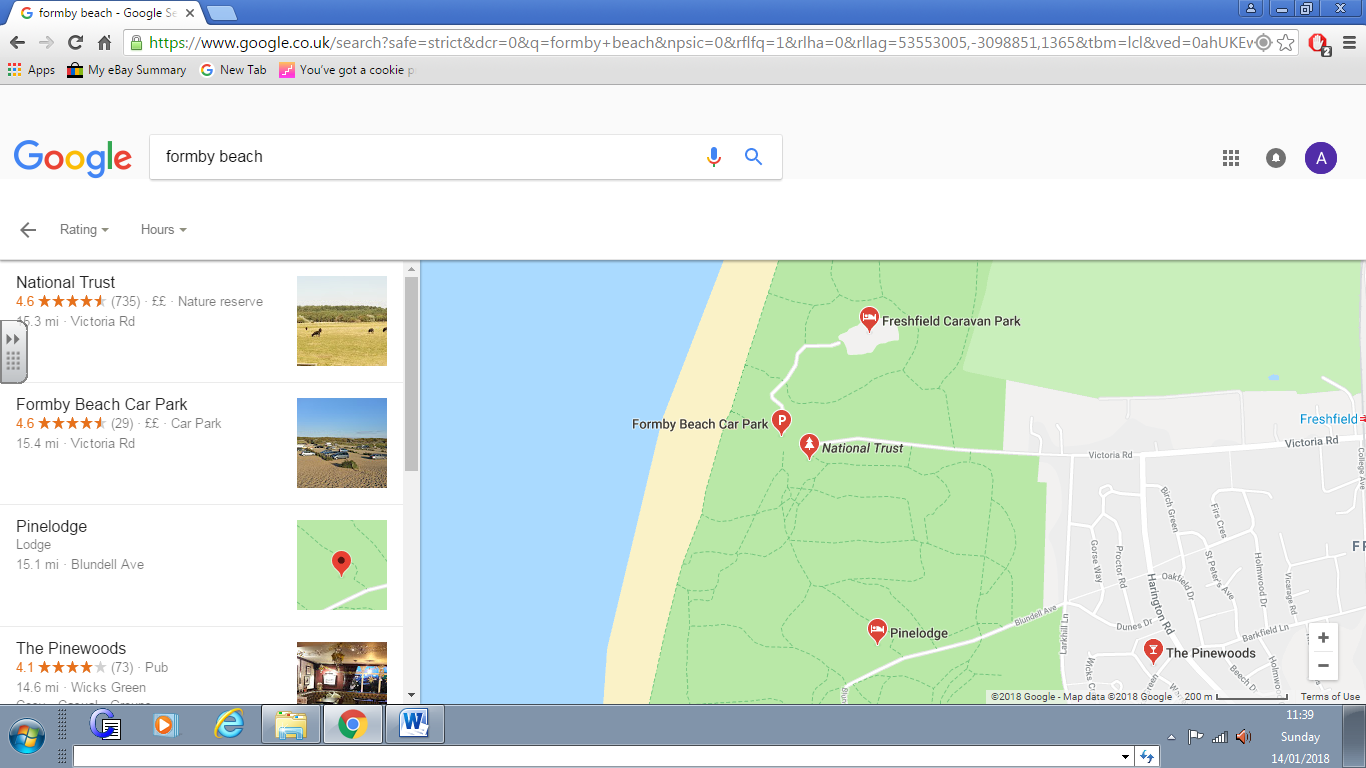 formby beach - Google Se
https://www.google.co.uk/search?safe=strict&dcr=0&q=formby+beach&npsic=0&rflfq=1&rlha=0&rllag=53553005,-3098851,1365&tbm=lcl&ved=0ahUKEw
2
Apps My eBay Summary New Tab You've got a cookie p
Google
formby beach
A
Rating
Hours
National Trust
4.6 (735) · ££ · Nature reserve
15.3 mi · Victoria Rd
Formby Beach Car Park
4.6 (29) · ££ · Car Park
15.4 mi · Victoria Rd
Pinelodge
Lodge
15.1 mi · Blundell Ave
The Pinewoods
4.1 (73) · Pub
14.6 mi · Wicks Green
Freshfield Caravan Park
P
Formby Beach Car Park
National Trust
Freshfield
Victoria Rd
Victoria Rd
College Ave
Birch Green
Firs Cres
FR
Gorse Way
Proctor Rd
St Peter's Ave
Holmwood Dr
Vicarage Rd
Harington Rd
Oakfield Dr
Blundell Ave
Dunes Dr
Larkhill Ln
Barkfield Ln
Pinelodge
The Pinewoods
Wicks G
Green
Holmwo
Blu
+
−
©2018 Google - Map data ©2018 Google 200 m Terms of Use
W
11:39
Sunday
14/01/2018